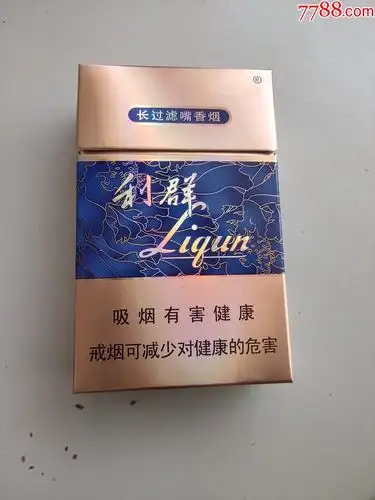 7788.com
®
长过滤嘴香烟
利群
Liqun
吸烟有害健康
戒烟可减少对健康的危害